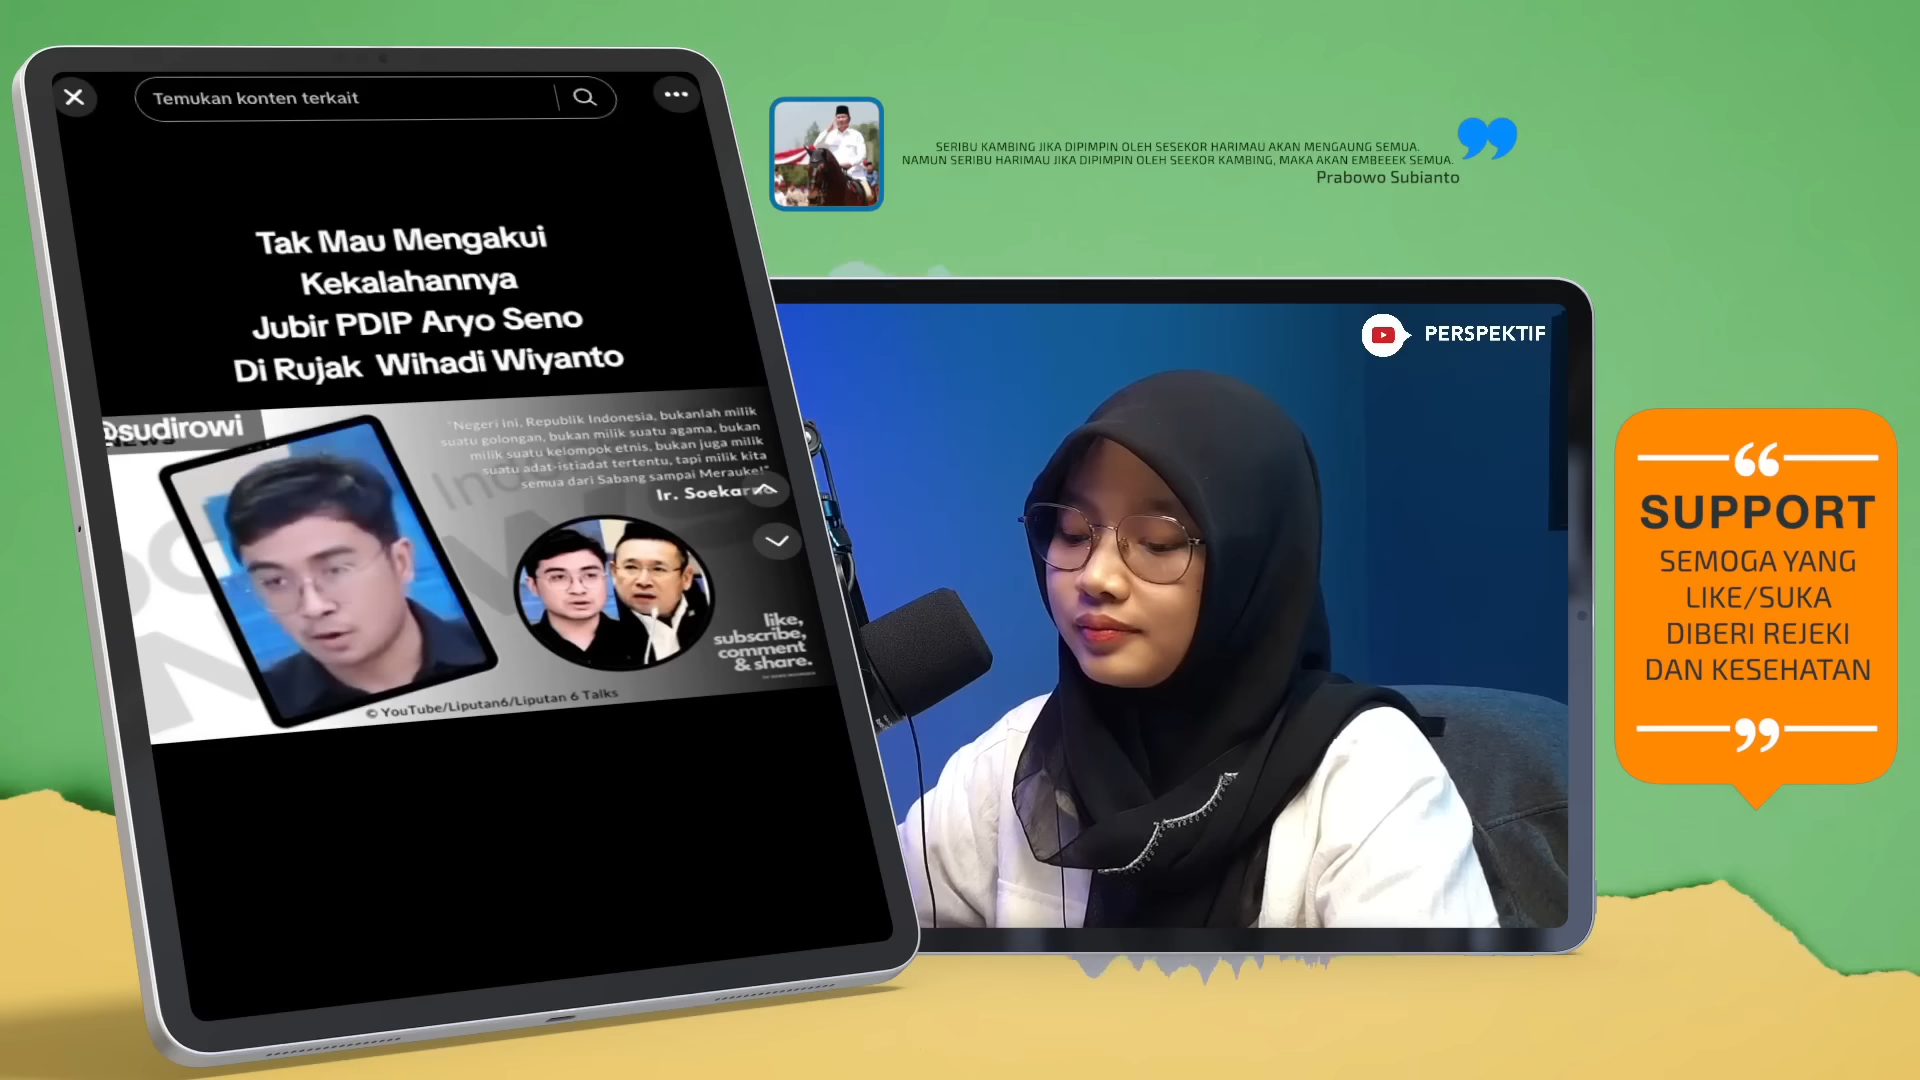 Temukan konten terkait
Tak Mau Mengakui
Kekalahannya
Jubir PDIP Aryo Seno
Di Rujak Wihadi Wiyanto
@sudirowi
"Negeri ini, Republik Indonesia, bukanlah milik
suatu golongan, bukan milik suatu agama, bukan
milik suatu kelompok etnis, bukan juga milik
suatu adat-istiadat tertentu, tapi milik kita
semua dari Sabang sampai Merauke!"
Ir. Soekarno
like,
subscribe,
comment
& share.
© YouTube/Liputan6/Liputan 6 Talks
SERIBU KAMBING JIKA DIPIMPIN OLEH SESEKOR HARIMAU AKAN MENGAUNG SEMUA.
NAMUN SERIBU HARIMAU JIKA DIPIMPIN OLEH SEEKOR KAMBING, MAKA AKAN EMBEEEK SEMUA.
Prabowo Subianto
PERSPEKTIF
SUPPORT
SEMOGA YANG
LIKE/SUKA
DIBERI REJEKI
DAN KESEHATAN